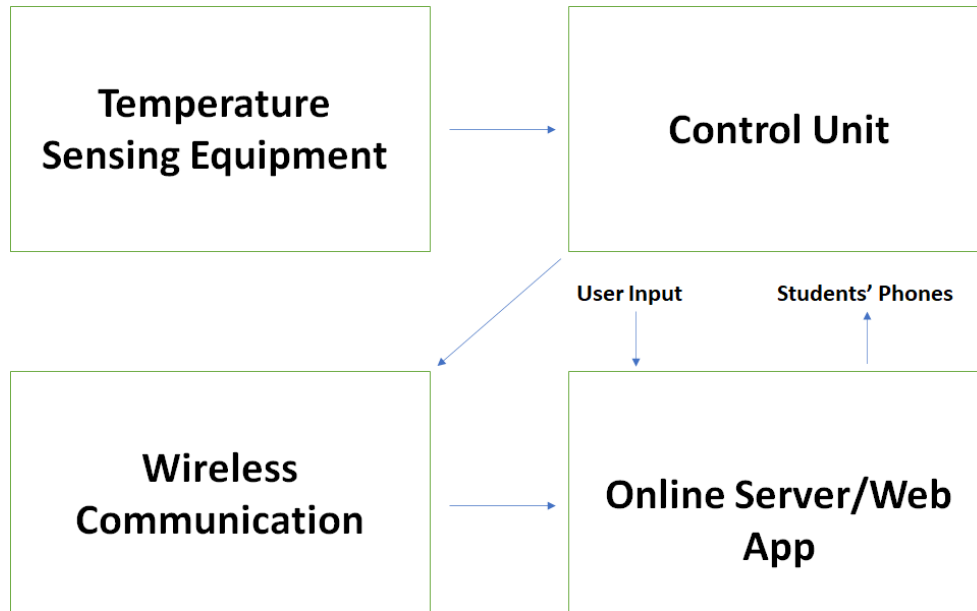 Temperature
Sensing Equipment
Control Unit
User Input
Students’ Phones
Wireless
Communication
Online Server/Web
App